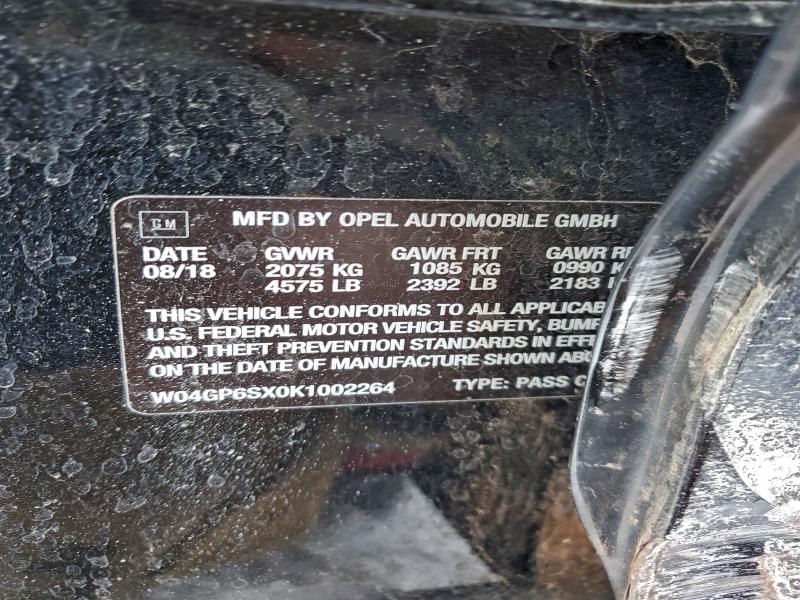 GM MFD BY OPEL AUTOMOBILE GMBH
DATE GVWR GAWR FRT GAWR
08/18 2075 KG 1085 KG 0990
4575 LB 2392 LB 2183
THIS VEHICLE CONFORMS TO ALL
U.S. FEDERAL MOTOR VEHICLE SAFETY,
AND THEFT PREVENTION STANDARDS IN
ON THE DATE OF MANUFACTURE SHOWN
W04GP6SX0K1002264 TYPE: PASS